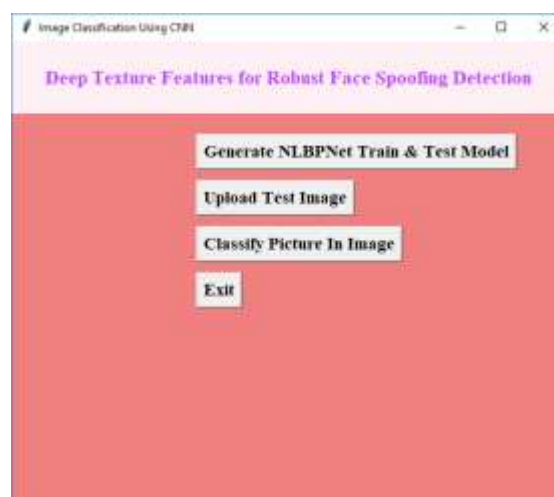 Image Classification Using CNN
Deep Texture Features for Robust Face Spoofing Detection
Generate NLBPNet Train & Test Model
Upload Test Image
Classify Picture In Image
Exit